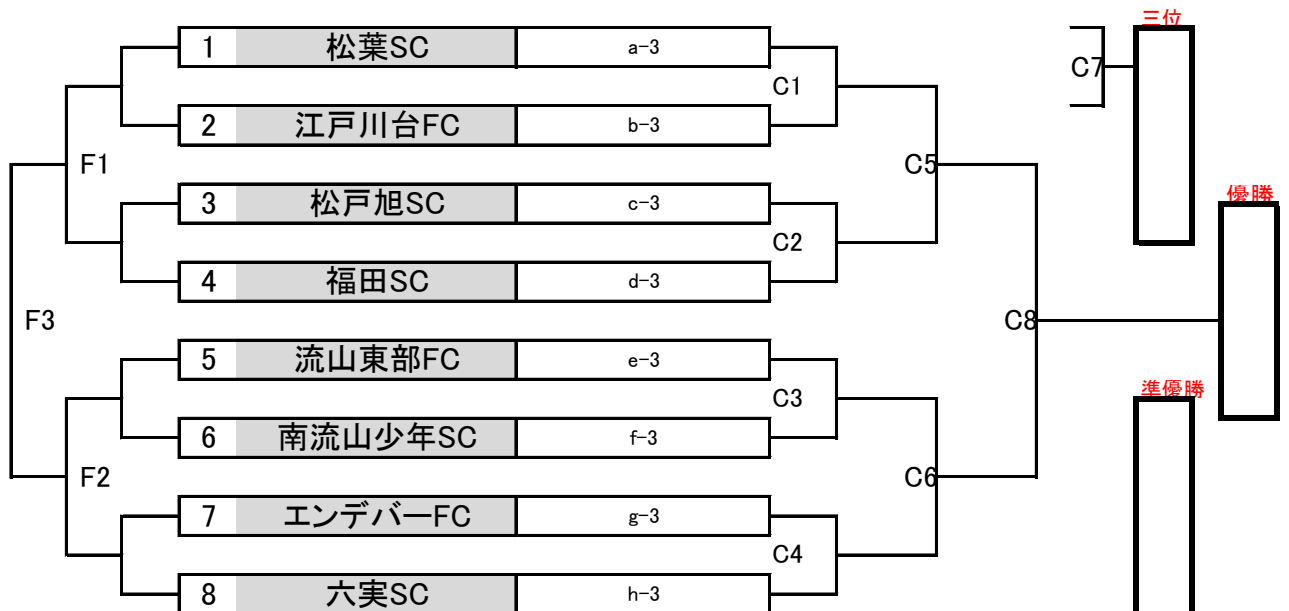 三位
1 松葉SC a-3
C7
C1
2 江戸川台FC b-3
F1
C5
3 松戸旭SC c-3
優勝
C2
4 福田SC d-3
F3
C8
5 流山東部FC e-3
準優勝
C3
6 南流山少年SC f-3
F2
C6
7 エンデバーFC g-3
C4
8 六実SC h-3